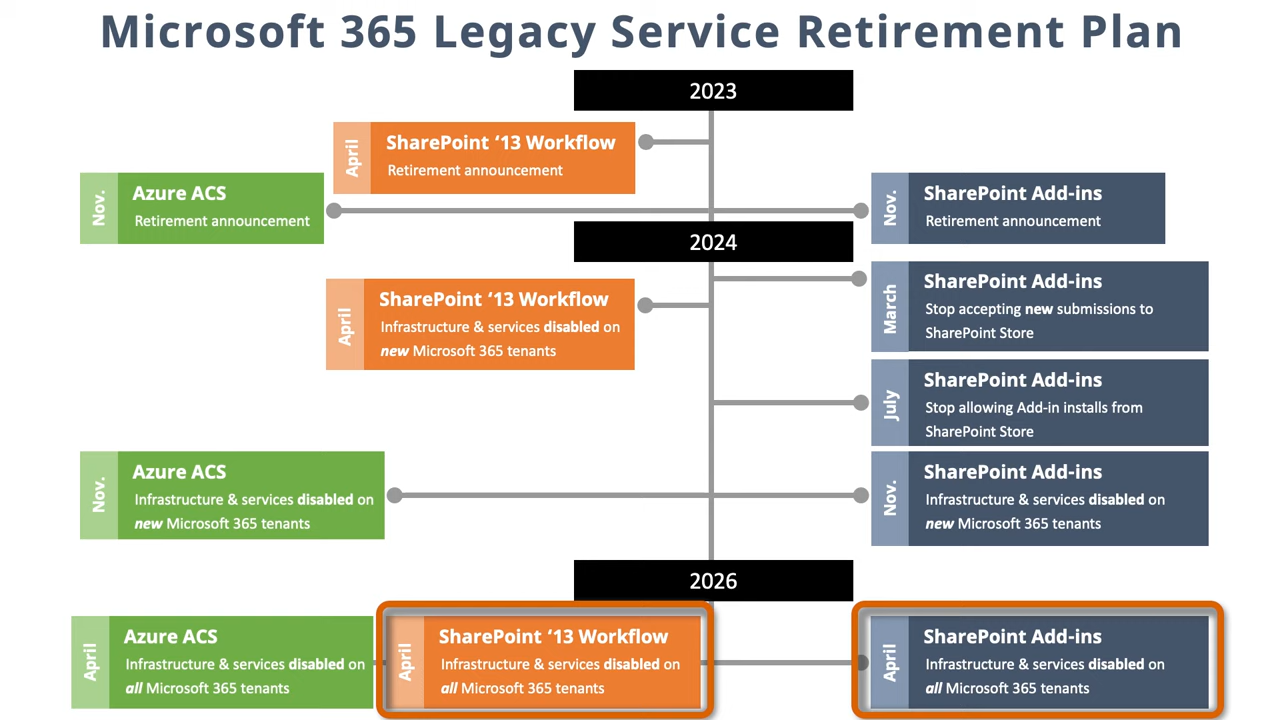 Microsoft 365 Legacy Service Retirement Plan
2023
April
SharePoint ‘13 Workflow
Retirement announcement
Nov.
Azure ACS
Retirement announcement
Nov.
SharePoint Add-ins
Retirement announcement
2024
March
SharePoint Add-ins
Stop accepting new submissions to
SharePoint Store
April
SharePoint ‘13 Workflow
Infrastructure & services disabled on
new Microsoft 365 tenants
July
SharePoint Add-ins
Stop allowing Add-in installs from
SharePoint Store
Nov.
Azure ACS
Infrastructure & services disabled on
new Microsoft 365 tenants
Nov.
SharePoint Add-ins
Infrastructure & services disabled on
new Microsoft 365 tenants
2026
April
Azure ACS
Infrastructure & services disabled on
all Microsoft 365 tenants
April
SharePoint ‘13 Workflow
Infrastructure & services disabled on
all Microsoft 365 tenants
April
SharePoint Add-ins
Infrastructure & services disabled on
all Microsoft 365 tenants